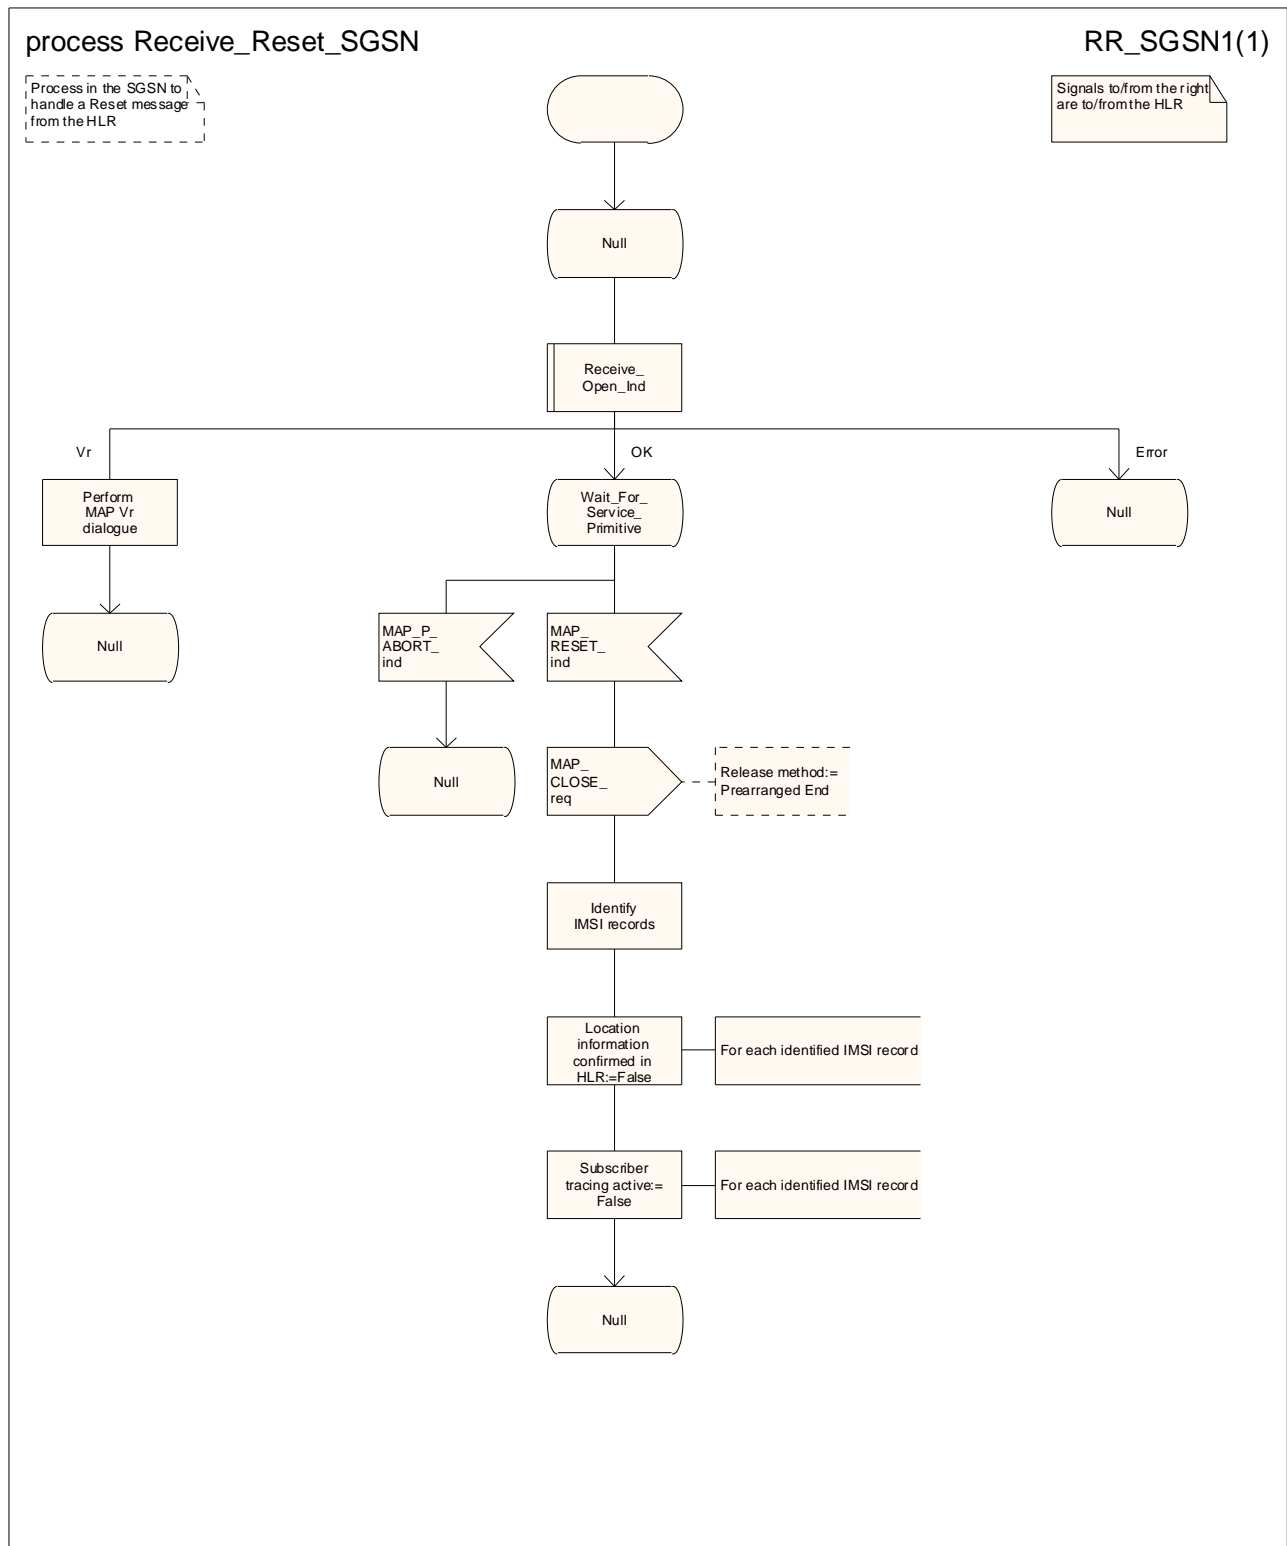 process Receive_Reset_SGSN
RR_SGSN1(1)
Process in the SGSN to
handle a Reset message
from the HLR
Signals to/from the right
are to/from the HLR
Null
Receive_
Open_Ind
Vr
OK
Error
Perform
MAP Vr
dialogue
Wait_For_
Service_
Primitive
Null
Null
MAP_P_
ABORT_
ind
MAP_
RESET_
ind
Null
MAP_
CLOSE_
req
Release method:=
Prearranged End
Identify
IMSI records
Location
information
confirmed in
HLR:=False
For each identified IMSI record
Subscriber
tracing active:=
False
For each identified IMSI record
Null